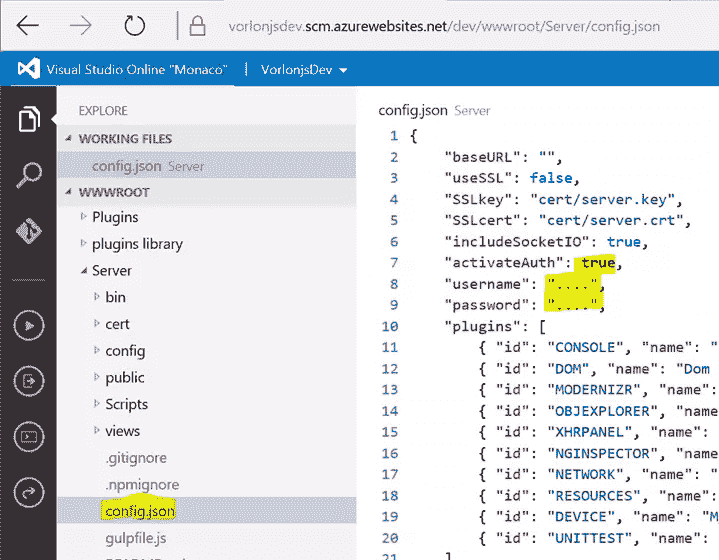 vorlonjsdev.scm.azurewebsites.net/dev/wwwroot/Server/config.json
Visual Studio Online "Monaco" | VorlonjsDev
EXPLORE
WORKING FILES
config.json Server
WWWROOT
Plugins
plugins library
Server
bin
cert
config
public
Scripts
views
.gitignore
.npmignore
config.json
gulpfile.js
config.json Server
1 {
2 "baseURL": "",
3 "useSSL": false,
4 "SSLkey": "cert/server.key",
5 "SSLcert": "cert/server.crt",
6 "includeSocketIO": true,
7 "activateAuth": true,
8 "username": "....",
9 "password": "....",
10 "plugins": [
11 { "id": "CONSOLE", "name": "
12 { "id": "DOM", "name": "Dom
13 { "id": "MODERNIZR", "name":
14 { "id": "OBJEXPLORER", "name
15 { "id": "XHRPANEL", "name":
16 { "id": "NGINSPECTOR", "name
17 { "id": "NETWORK", "name": "
18 { "id": "RESOURCES", "name":
19 { "id": "DEVICE", "name": "M
20 { "id": "UNITTEST", "name":